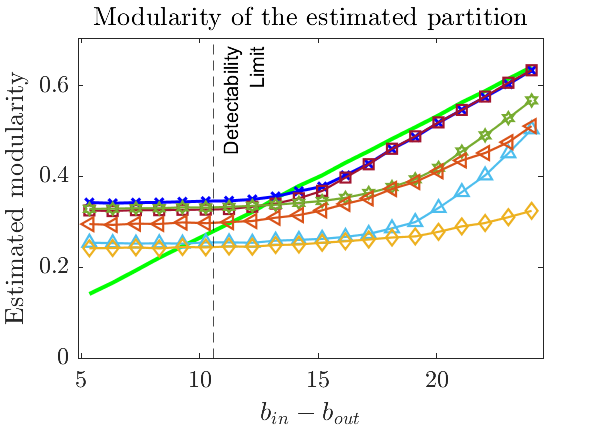 Modularity of the estimated partition
Estimated modularity
0.6
0.4
0.2
0
Detectability
Limit
5
10
15
20
b_in − b_out